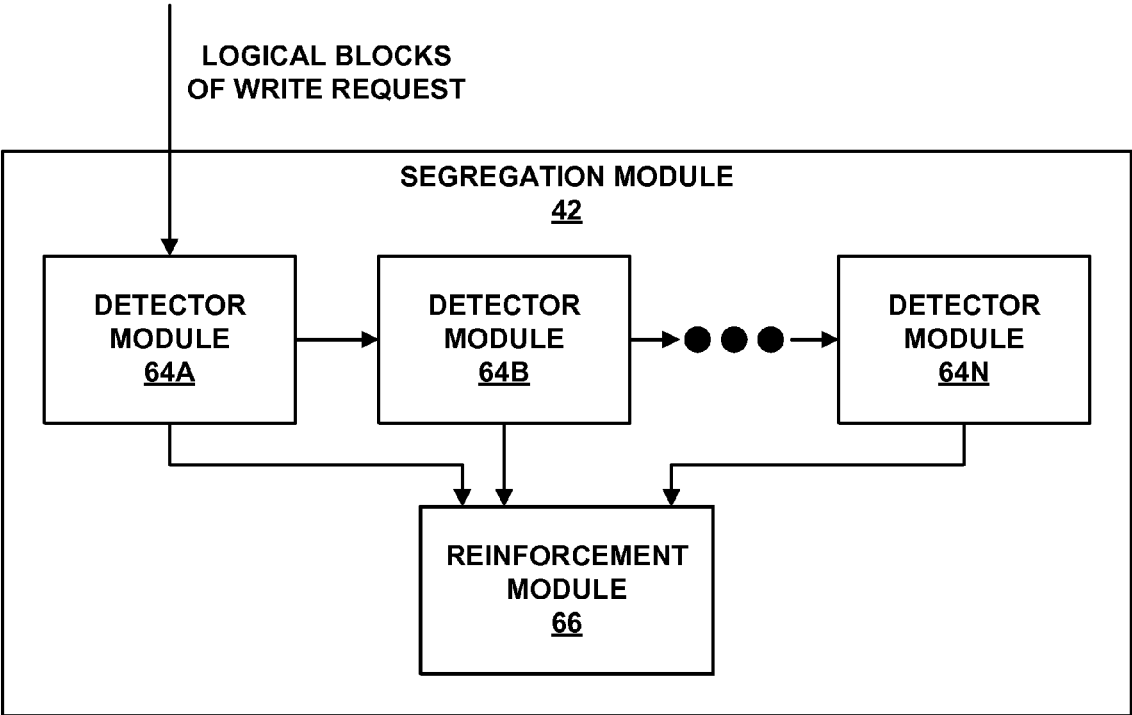 LOGICAL BLOCKS
OF WRITE REQUEST
SEGREGATION MODULE
42
DETECTOR
MODULE
64A
DETECTOR
MODULE
64B
DETECTOR
MODULE
64N
REINFORCEMENT
MODULE
66